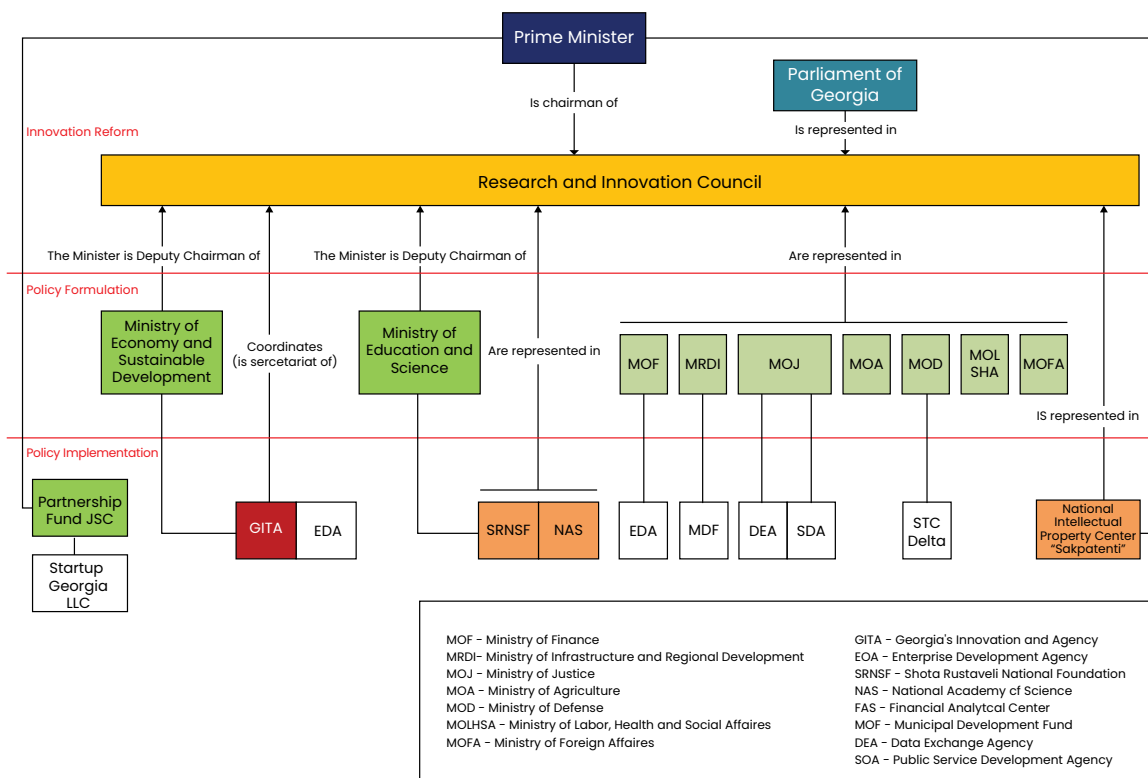 Prime Minister
Parliament of
Georgia
Is chairman of
Is represented in
Innovation Reform
Research and Innovation Council
The Minister is Deputy Chairman of
The Minister is Deputy Chairman of
Are represented in
Policy Formulation
Ministry of
Economy and
Sustainable
Development
Coordinates
(is sercetariat of)
Ministry of
Education and
Science
Are represented in
MOF
MRDI
MOJ
MOA
MOD
MOL
SHA
MOFA
IS represented in
Policy Implementation
Partnership
Fund JSC
Startup
Georgia
LLC
GITA
EDA
SRNSF
NAS
EDA
MDF
DEA
SDA
STC
Delta
National
Intellectual
Property Center
"Sakpatenti"
MOF - Ministry of Finance
MRDI- Ministry of Infrastructure and Regional Development
MOJ - Ministry of Justice
MOA - Ministry of Agriculture
MOD - Ministry of Defense
MOLHSA - Ministry of Labor, Health and Social Affaires
MOFA - Ministry of Foreign Affaires
GITA - Georgia's Innovation and Agency
EOA - Enterprise Development Agency
SRNSF - Shota Rustaveli National Foundation
NAS - National Academy cf Science
FAS - Financial Analytcal Center
MOF - Municipal Development Fund
DEA - Data Exchange Agency
SOA - Public Service Development Agency